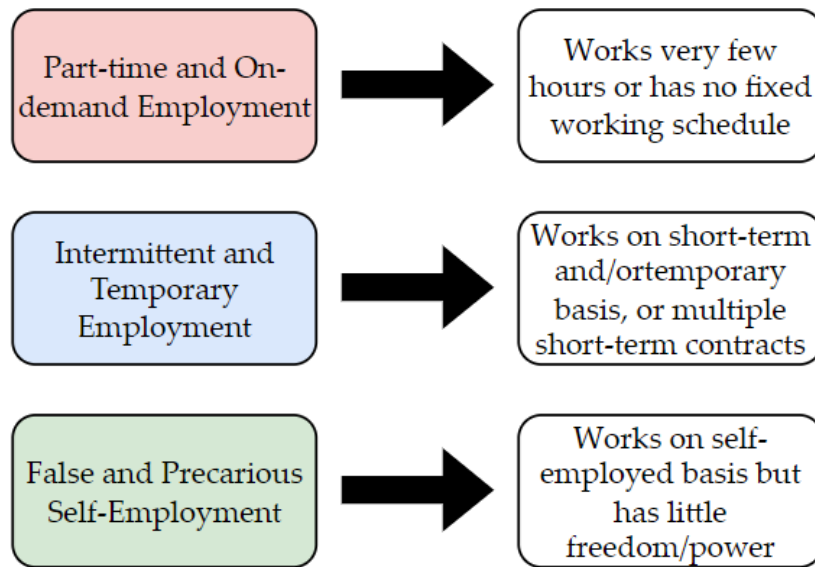 Part-time and On-
demand Employment
Works very few
hours or has no fixed
working schedule
Intermittent and
Temporary
Employment
Works on short-term
and/ortemporary
basis, or multiple
short-term contracts
False and Precarious
Self-Employment
Works on self-
employed basis but
has little
freedom/power